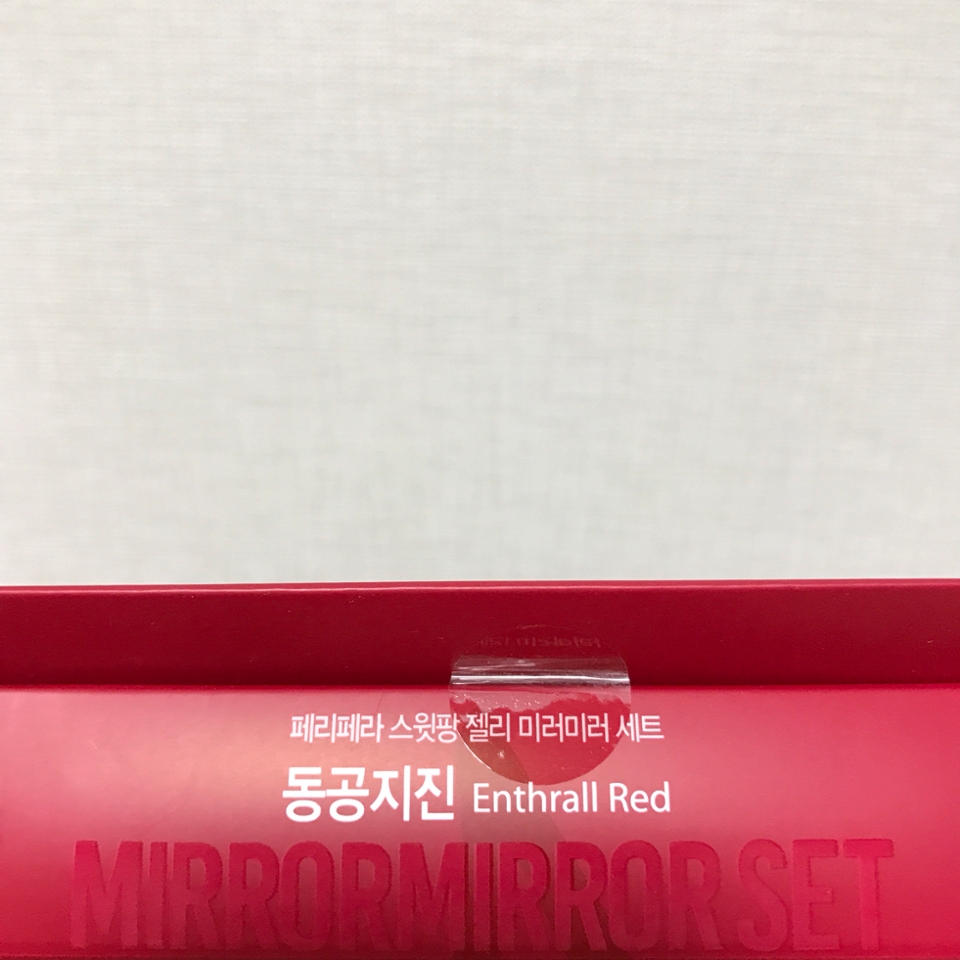 페리페라 스윗팡 젤리 미러미러 세트
동공지진 Enthrall Red
MIRRORMIRROR SET